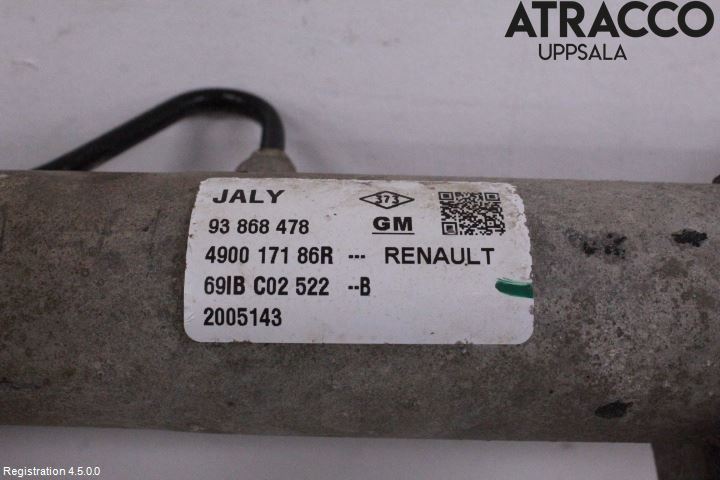 ATRACCO
UPPSALA
JALY
373
93 868 478
GM
4900 171 86R --- RENAULT
69IB C02 522 --B
2005143
Registration 4.5.0.0